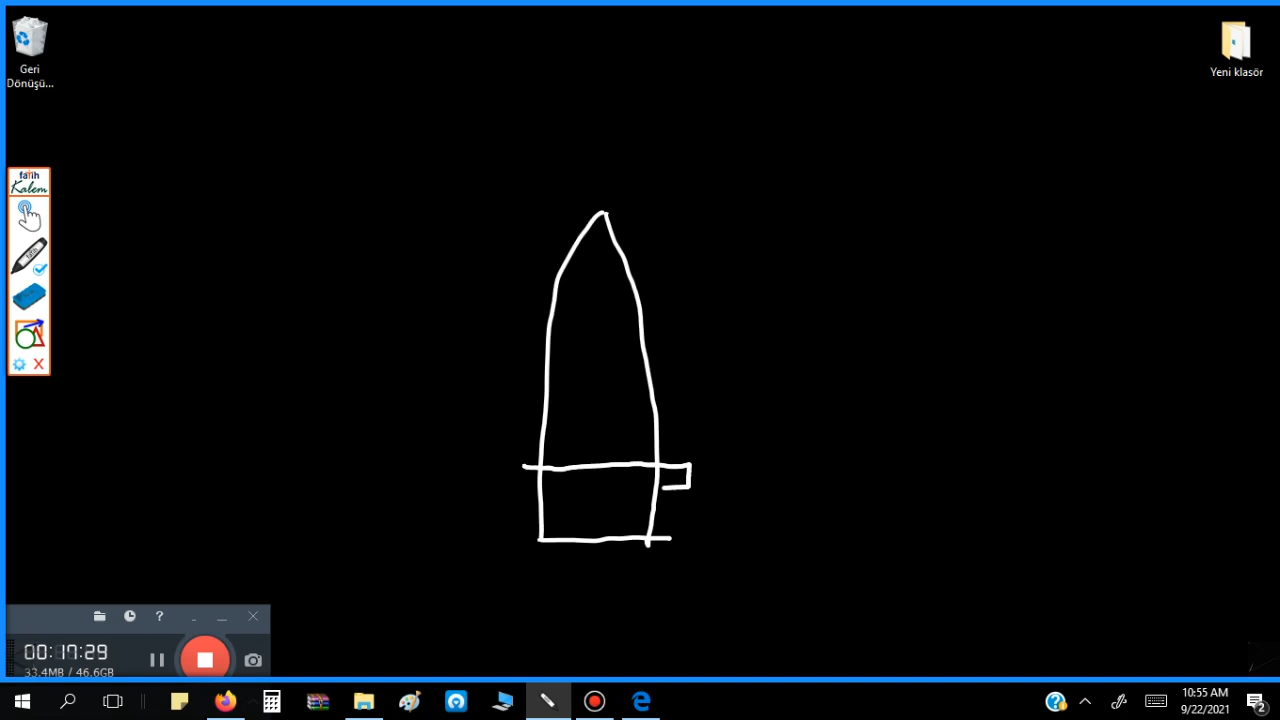 Geri
Dönüşü...
Yeni klasör
fatih
Kalem
00:17:29
33.4MB / 46.6GB
10:55 AM
9/22/2021
2